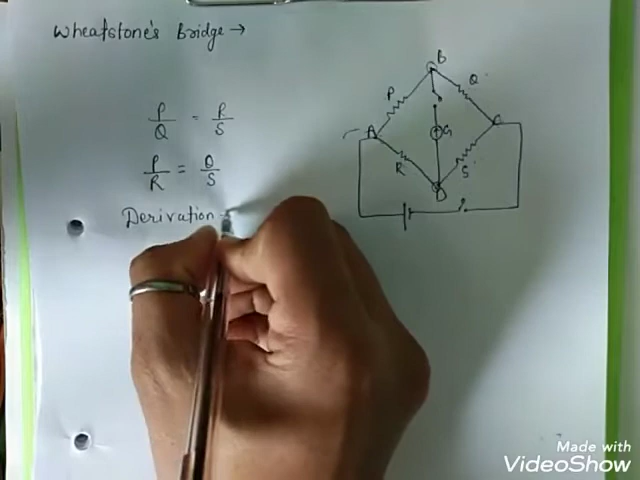 Wheatstone's Bridge →
P/Q = R/S
P/R = Q/S
Derivation
B
P
Q
A
G
C
R
S
D
Made with
VideoShow